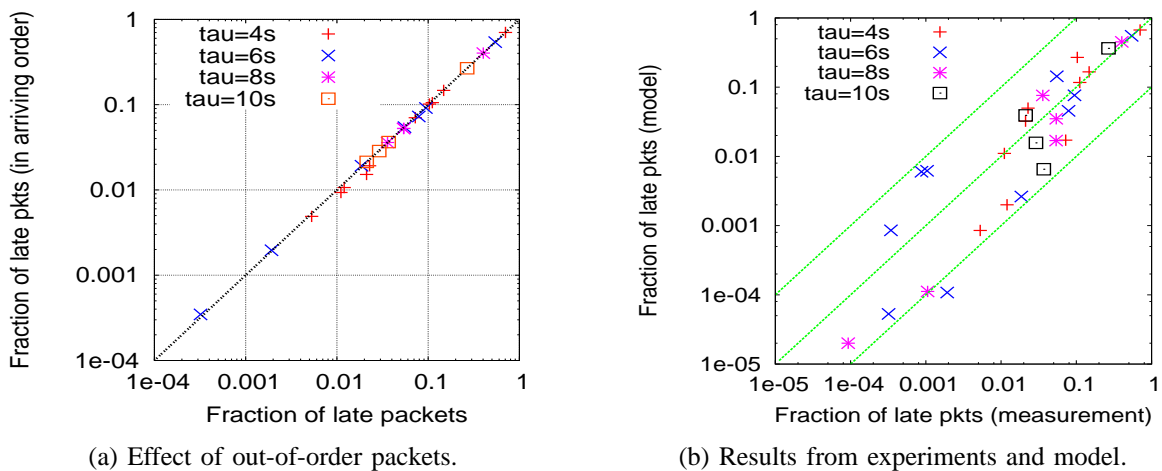 Fraction of late pkts (in arriving order)
1
0.1
0.01
0.001
1e-04
tau=4s
tau=6s
tau=8s
tau=10s
1e-04 0.001 0.01 0.1 1
Fraction of late packets
(a) Effect of out-of-order packets.
Fraction of late pkts (model)
1
0.1
0.01
0.001
1e-04
1e-05
tau=4s
tau=6s
tau=8s
tau=10s
1e-05 1e-04 0.001 0.01 0.1 1
Fraction of late pkts (measurement)
(b) Results from experiments and model.